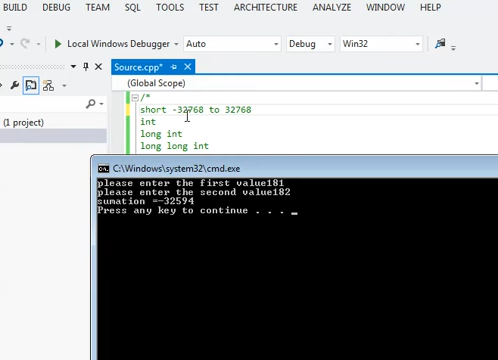 BUILD DEBUG TEAM SQL TOOLS TEST ARCHITECTURE ANALYZE WINDOW HELP
Local Windows Debugger Auto Debug Win32
Source.cpp*
(Global Scope)
(1 project)
/*
short -32768 to 32768
int
long int
long long int
C:\Windows\system32\cmd.exe
please enter the first value181
please enter the second value182
sumation =-32594
Press any key to continue . . . _